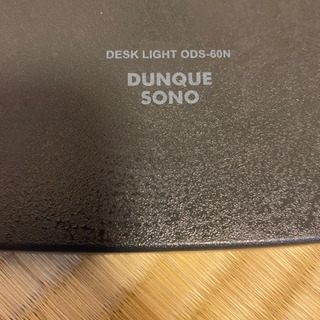 DESK LIGHT ODS-60N
DUNQUE
SONO